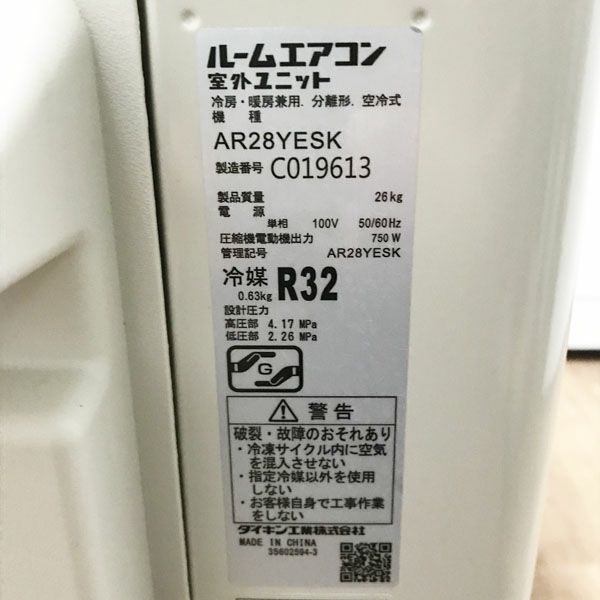 ルームエアコン
室外ユニット
冷房・暖房兼用. 分離形. 空冷式
機 種
AR28YESK
製造番号 C019613
製品質量 26kg
電 源
単相 100V 50/60Hz
圧縮機電動機出力 750 W
管理記号 AR28YESK
冷媒 R32
0.63kg
設計圧力
高圧部 4.17 MPa
低圧部 2.26 MPa
G
警告
破裂・故障のおそれあり
・冷凍サイクル内に空気
を混入させない
・指定冷媒以外を使用
しない
・お客様自身で工事作業
をしない
ダイキン工業株式会社
MADE IN CHINA
3S602594-3